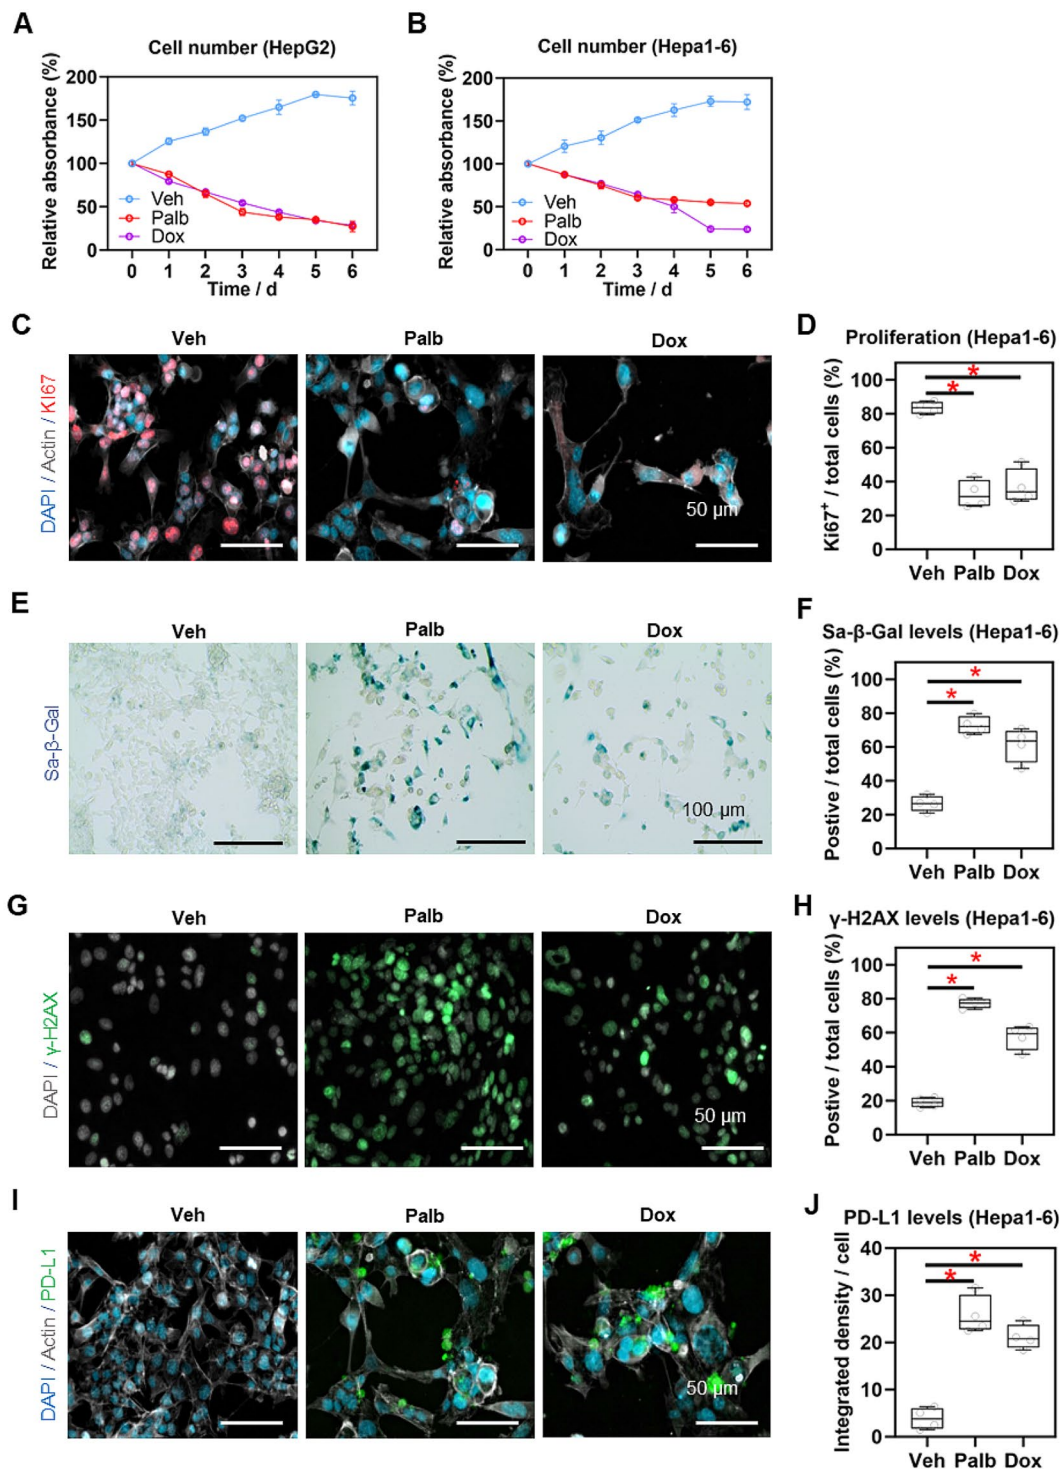 A
Cell number (HepG2)
Relative absorbance (%)
200
150
100
50
0
Veh
Palb
Dox
0 1 2 3 4 5 6
Time / d
B
Cell number (Hepa1-6)
Relative absorbance (%)
200
150
100
50
0
Veh
Palb
Dox
0 1 2 3 4 5 6
Time / d
C
Veh
Palb
Dox
DAPI / Actin / KI67
50 µm
D
Proliferation (Hepa1-6)
Ki67+ / total cells (%)
100
80
60
40
20
0
*
*
Veh Palb Dox
E
Veh
Palb
Dox
Sa-β-Gal
100 µm
F
Sa-β-Gal levels (Hepa1-6)
Postive / total cells (%)
100
80
60
40
20
0
*
*
Veh Palb Dox
G
Veh
Palb
Dox
DAPI / γ-H2AX
50 µm
H
γ-H2AX levels (Hepa1-6)
Postive / total cells (%)
100
80
60
40
20
0
*
*
Veh Palb Dox
I
Veh
Palb
Dox
DAPI / Actin / PD-L1
50 µm
J
PD-L1 levels (Hepa1-6)
Integrated density / cell
40
30
20
10
0
*
*
Veh Palb Dox